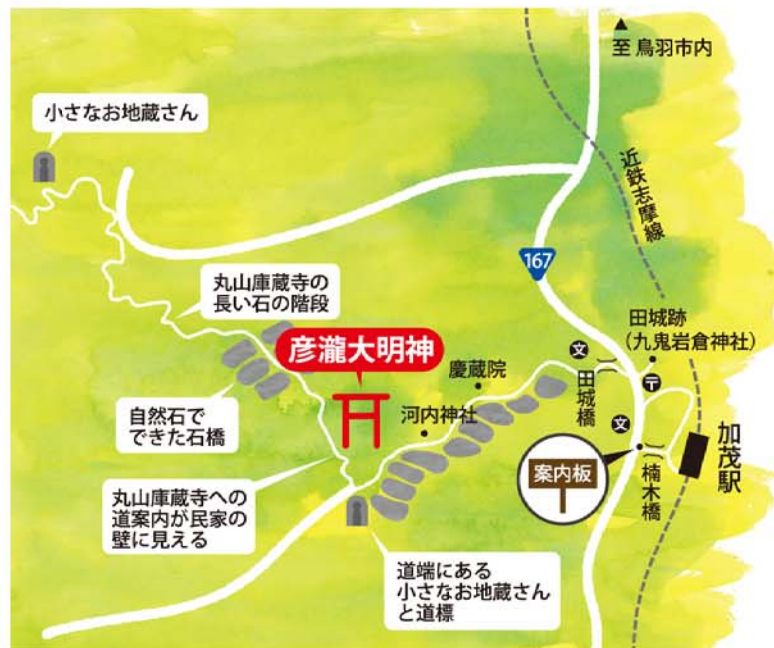 至 鳥羽市内
小さなお地蔵さん
近鉄志摩線
167
丸山庫蔵寺の
長い石の階段
田城跡
（九鬼岩倉神社）
彦瀧大明神
慶蔵院
文
田城橋
〒
自然石で
できた石橋
河内神社
文
加茂駅
案内板
楠木橋
丸山庫蔵寺への
道案内が民家の
壁に見える
道端にある
小さなお地蔵さん
と道標